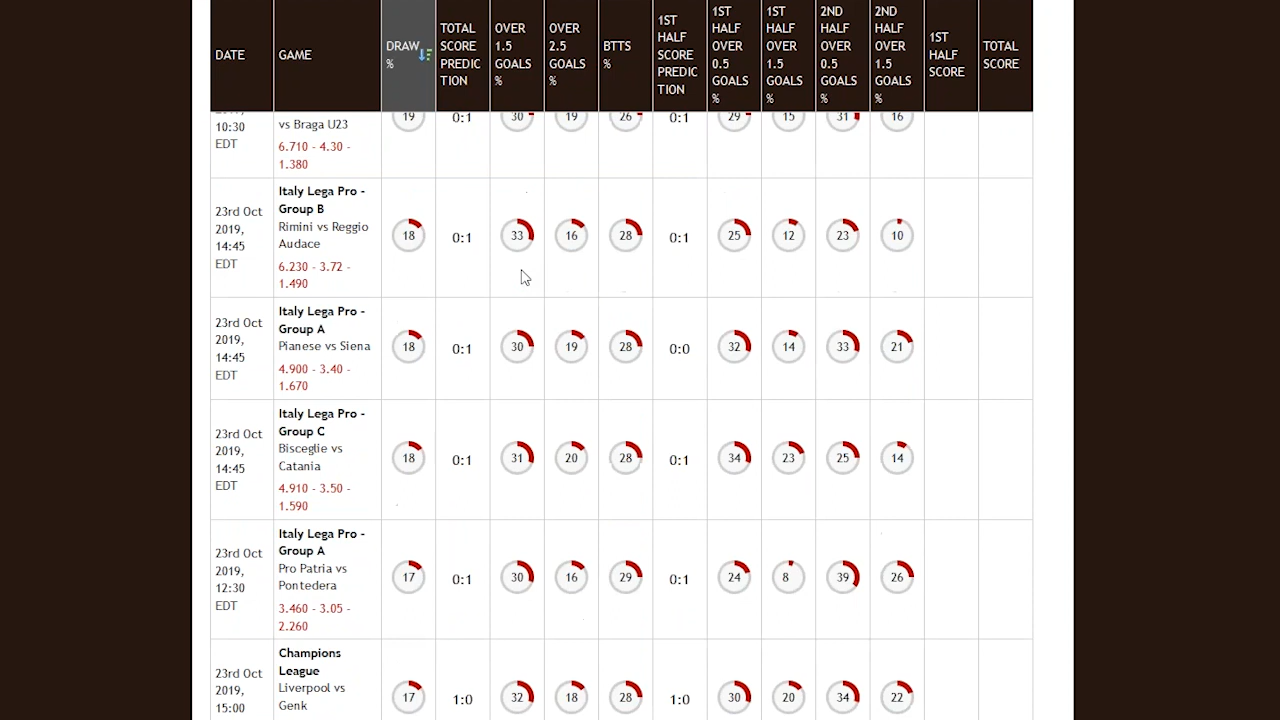 DATE
GAME
DRAW
%
TOTAL
SCORE
PREDIC
TION
OVER
1.5
GOALS
%
OVER
2.5
GOALS
%
BTTS
%
1ST
HALF
SCORE
PREDIC
TION
1ST
HALF
OVER
0.5
GOALS
%
1ST
HALF
OVER
1.5
GOALS
%
2ND
HALF
OVER
0.5
GOALS
%
2ND
HALF
OVER
1.5
GOALS
%
1ST
HALF
SCORE
TOTAL
SCORE
10:30
EDT
vs Braga U23
6.710 - 4.30 -
1.380
19
0:1
30
19
26
0:1
29
15
31
16
23rd Oct
2019,
14:45
EDT
Italy Lega Pro -
Group B
Rimini vs Reggio
Audace
6.230 - 3.72 -
1.490
18
0:1
33
16
28
0:1
25
12
23
10
23rd Oct
2019,
14:45
EDT
Italy Lega Pro -
Group A
Pianese vs Siena
4.900 - 3.40 -
1.670
18
0:1
30
19
28
0:0
32
14
33
21
23rd Oct
2019,
14:45
EDT
Italy Lega Pro -
Group C
Bisceglie vs
Catania
4.910 - 3.50 -
1.590
18
0:1
31
20
28
0:1
34
23
25
14
23rd Oct
2019,
12:30
EDT
Italy Lega Pro -
Group A
Pro Patria vs
Pontedera
3.460 - 3.05 -
2.260
17
0:1
30
16
29
0:1
24
8
39
26
23rd Oct
2019,
15:00
Champions
League
Liverpool vs
Genk
17
1:0
32
18
28
1:0
30
20
34
22